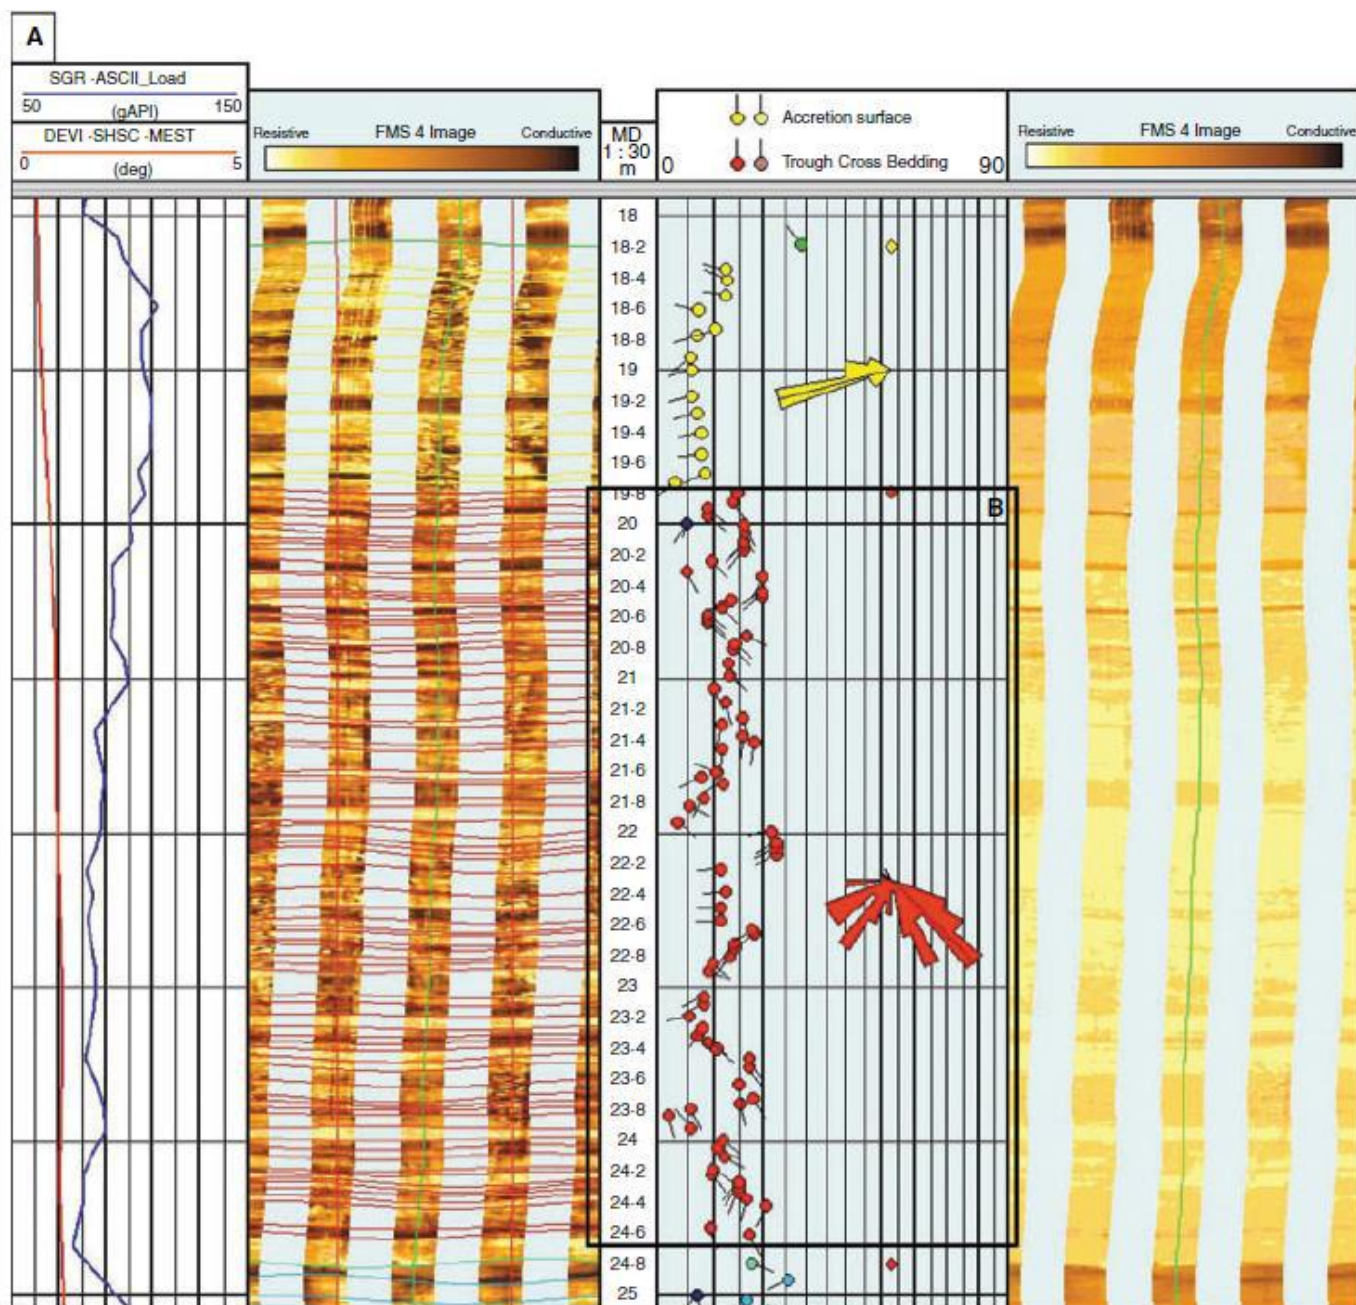 A
SGR -ASCII_Load
50 (gAPI) 150
DEVI -SHSC -MEST
0 (deg) 5
Resistive FMS 4 Image Conductive
MD
1 : 30
m
Accretion surface
Trough Cross Bedding
0 90
Resistive FMS 4 Image Conductive
18
18-2
18-4
18-6
18-8
19
19-2
19-4
19-6
19-8
B
20
20-2
20-4
20-6
20-8
21
21-2
21-4
21-6
21-8
22
22-2
22-4
22-6
22-8
23
23-2
23-4
23-6
23-8
24
24-2
24-4
24-6
24-8
25